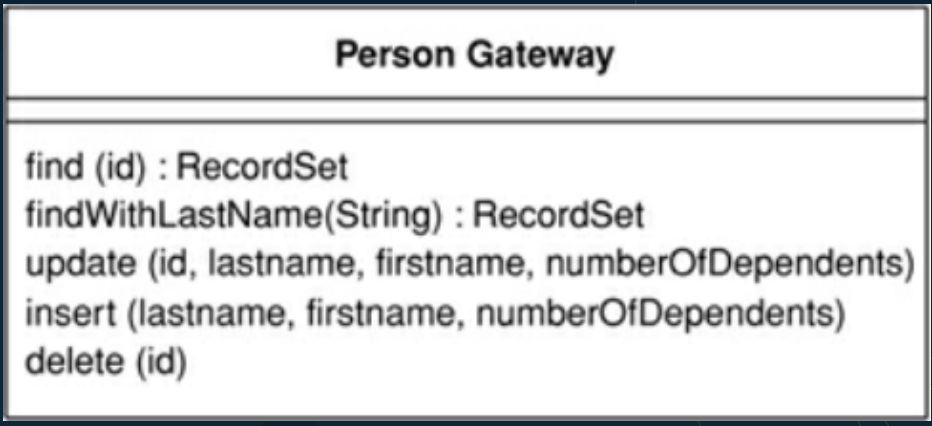 Person Gateway
find (id) : RecordSet
findWithLastName(String) : RecordSet
update (id, lastname, firstname, numberOfDependents)
insert (lastname, firstname, numberOfDependents)
delete (id)